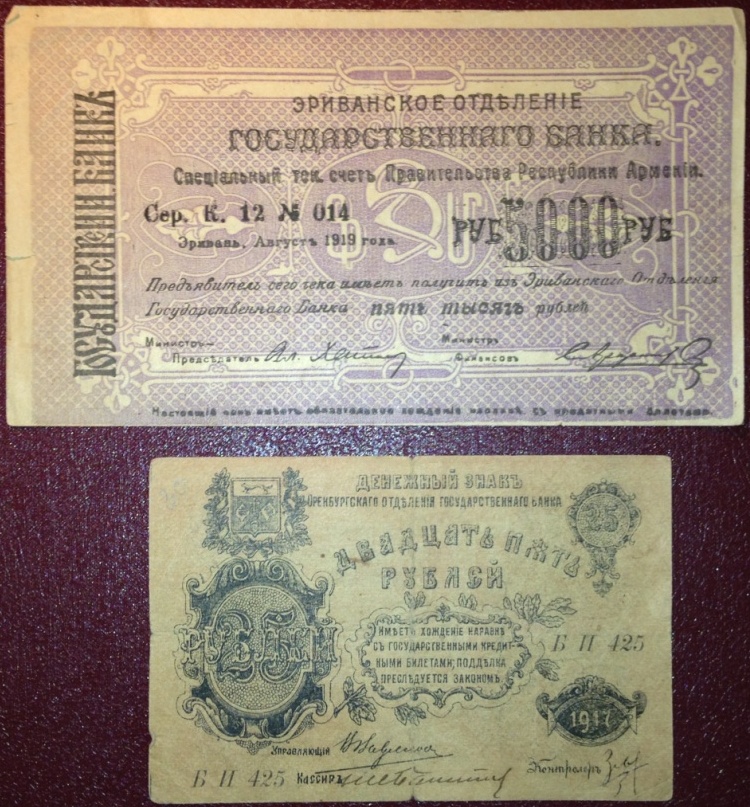 ГОСУДАРСТВЕНН. БАНКЪ
ЭРИВАНСКОЕ ОТДѢЛЕНІЕ
ГОСУДАРСТВЕННАГО БАНКА.
Спеціальный тек. счетъ Правительства Республики Арменіи.
Сер. К. 12 № 014
РУБ 5000 РУБ
Эривань, Августъ 1919 года.
Предъявитель сего чека имѣетъ получить изъ Эриванскаго Отдѣленія
Государственнаго Банка пять тысячъ рублей
Министръ–
Предсѣдатель
Министръ
Финансовъ
Настоящій чекъ имѣетъ обязательное хожденіе наравнѣ съ кредитными билетами.
ДЕНЕЖНЫЙ ЗНАКЪ
ОРЕНБУРГСКАГО ОТДѢЛЕНІЯ ГОСУДАРСТВЕННАГО БАНКА
25
ДВАДЦАТЬ ПЯТЬ
РУБЛЕЙ
РУБЛЕЙ
25
ИМѢЕТЪ ХОЖДЕНІЕ НАРАВНѢ
СЪ ГОСУДАРСТВЕННЫМИ КРЕДИТ-
НЫМИ БИЛЕТАМИ; ПОДДѢЛКА
ПРЕСЛѢДУЕТСЯ ЗАКОНОМЪ.
Б П 425
1917
Управляющій
Б П 425
Кассиръ
Контролеръ